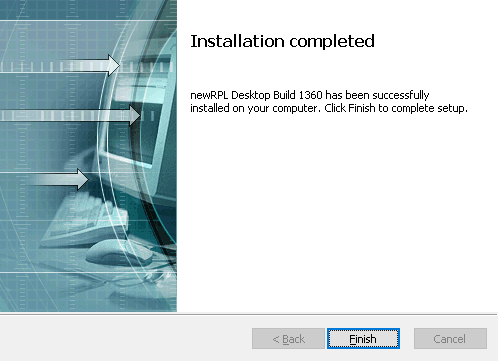 Installation completed
newRPL Desktop Build 1360 has been successfully
installed on your computer. Click Finish to complete setup.
< Back
Finish
Cancel